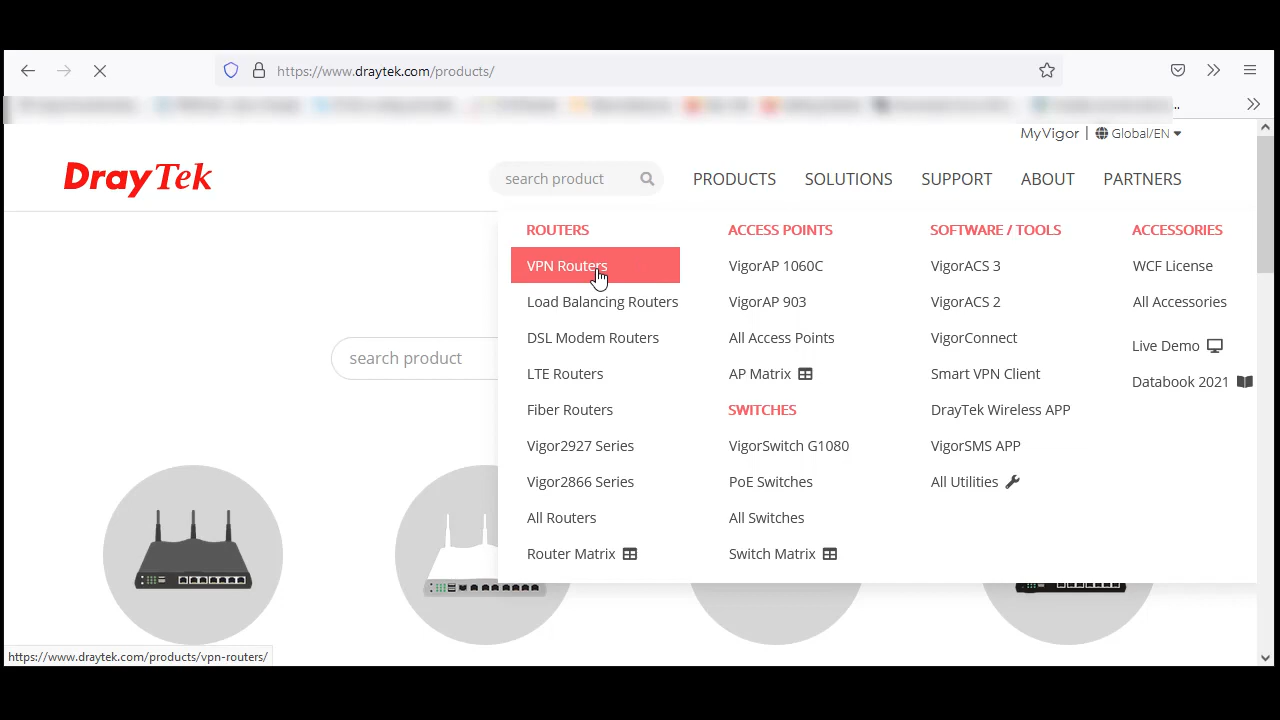 https://www.draytek.com/products/
MyVigor | Global/EN
DrayTek
search product
PRODUCTS SOLUTIONS SUPPORT ABOUT PARTNERS
ROUTERS
VPN Routers
Load Balancing Routers
DSL Modem Routers
LTE Routers
Fiber Routers
Vigor2927 Series
Vigor2866 Series
All Routers
Router Matrix
ACCESS POINTS
VigorAP 1060C
VigorAP 903
All Access Points
AP Matrix
SWITCHES
VigorSwitch G1080
PoE Switches
All Switches
Switch Matrix
SOFTWARE / TOOLS
VigorACS 3
VigorACS 2
VigorConnect
Smart VPN Client
DrayTek Wireless APP
VigorSMS APP
All Utilities
ACCESSORIES
WCF License
All Accessories
Live Demo
Databook 2021
search product
https://www.draytek.com/products/vpn-routers/